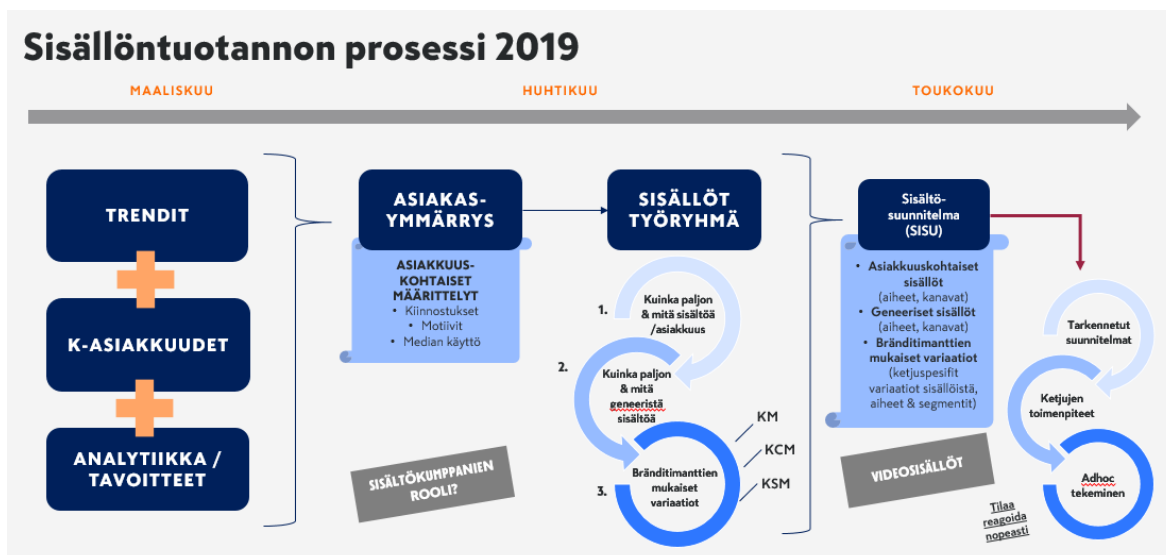 Sisällöntuotannon prosessi 2019
MAALISKUU
HUHTIKUU
TOUKOKUU
TRENDIT
K-ASIAKKUUDET
ANALYTIIKKA /
TAVOITTEET
ASIAKAS-
YMMÄRRYS
ASIAKKUUS-
KOHTAISET
MÄÄRITTELYT
• Kiinnostukset
• Motiivit
• Median käyttö
SISÄLTÖKUMPPANIEN
ROOLI?
SISÄLLÖT
TYÖRYHMÄ
1.
Kuinka paljon
& mitä sisältöä
/asiakkuus
2.
Kuinka paljon
& mitä
geneeristä
sisältöä
3.
Bränditimanttien
mukaiset
variaatiot
KM
KCM
KSM
Sisältö-
suunnitelma
(SISU)
• Asiakkuuskohtaiset
sisällöt
(aiheet, kanavat)
• Geneeriset sisällöt
(aiheet, kanavat)
• Bränditimanttien
mukaiset variaatiot
(ketjuspesifit
variaatiot sisällöistä,
aiheet & segmentit)
VIDEOSISÄLLÖT
Tarkennetut
suunnitelmat
Ketjujen
toimenpiteet
Adhoc
tekeminen
Tilaa
reagoida
nopeasti